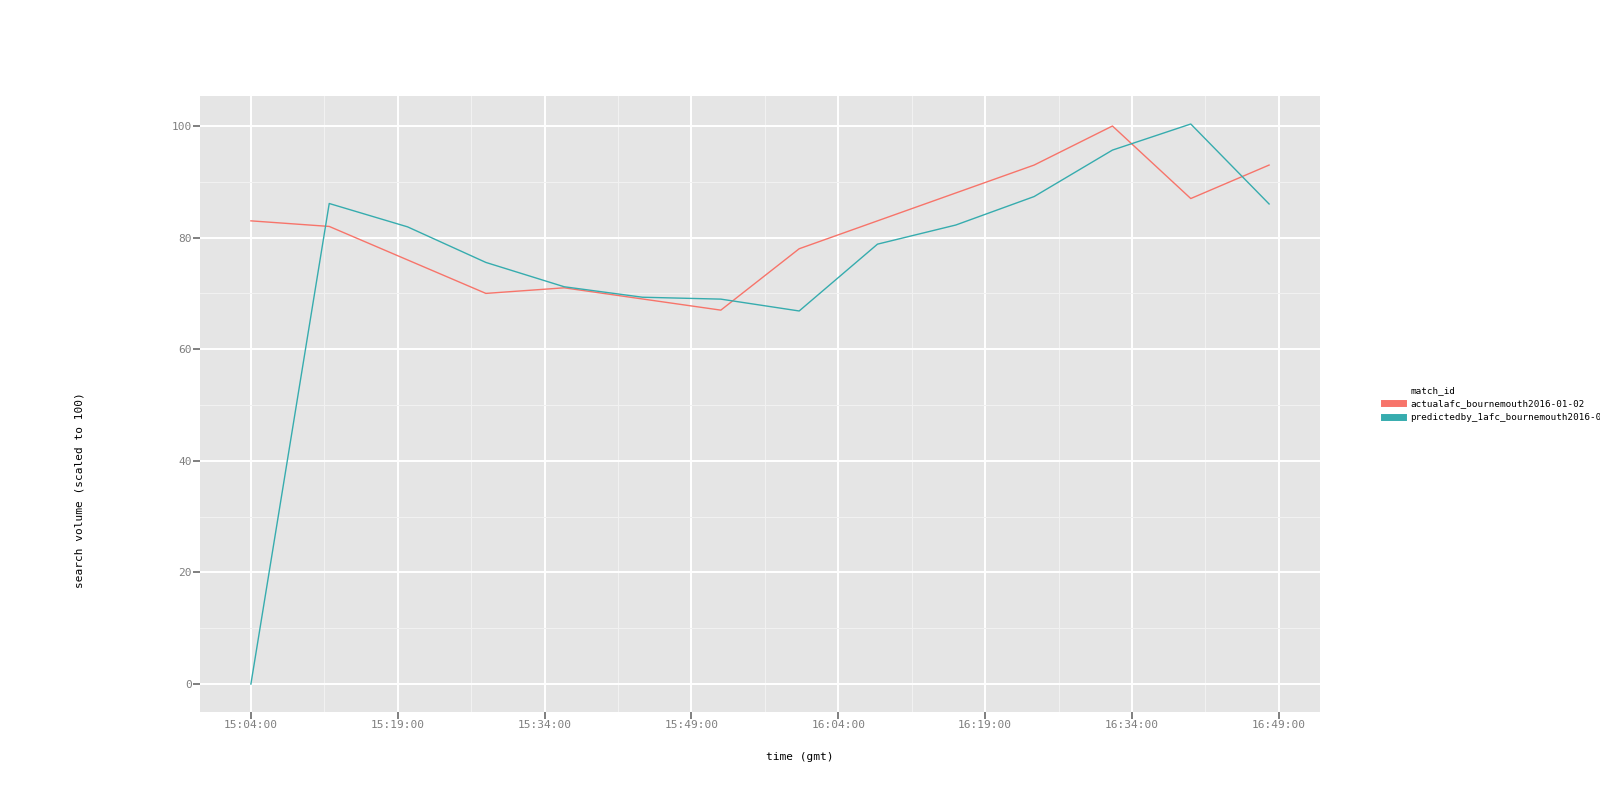 100
80
60
40
20
0
search volume (scaled to 100)
15:04:00 15:19:00 15:34:00 15:49:00 16:04:00 16:19:00 16:34:00 16:49:00
time (gmt)
match_id
actualafc_bournemouth2016-01-02
predictedby_1afc_bournemouth2016-0